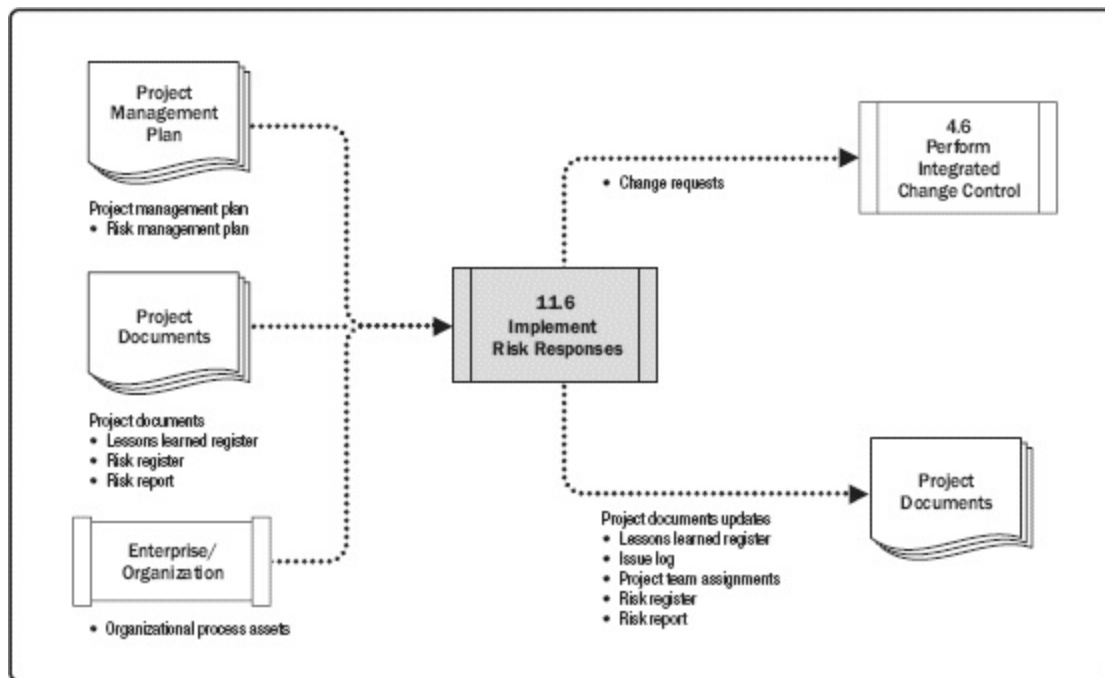 Project
Management
Plan
Project management plan
• Risk management plan
Project
Documents
Project documents
• Lessons learned register
• Risk register
• Risk report
Enterprise/
Organization
• Organizational process assets
11.6
Implement
Risk Responses
• Change requests
4.6
Perform
Integrated
Change Control
Project documents updates
• Lessons learned register
• Issue log
• Project team assignments
• Risk register
• Risk report
Project
Documents